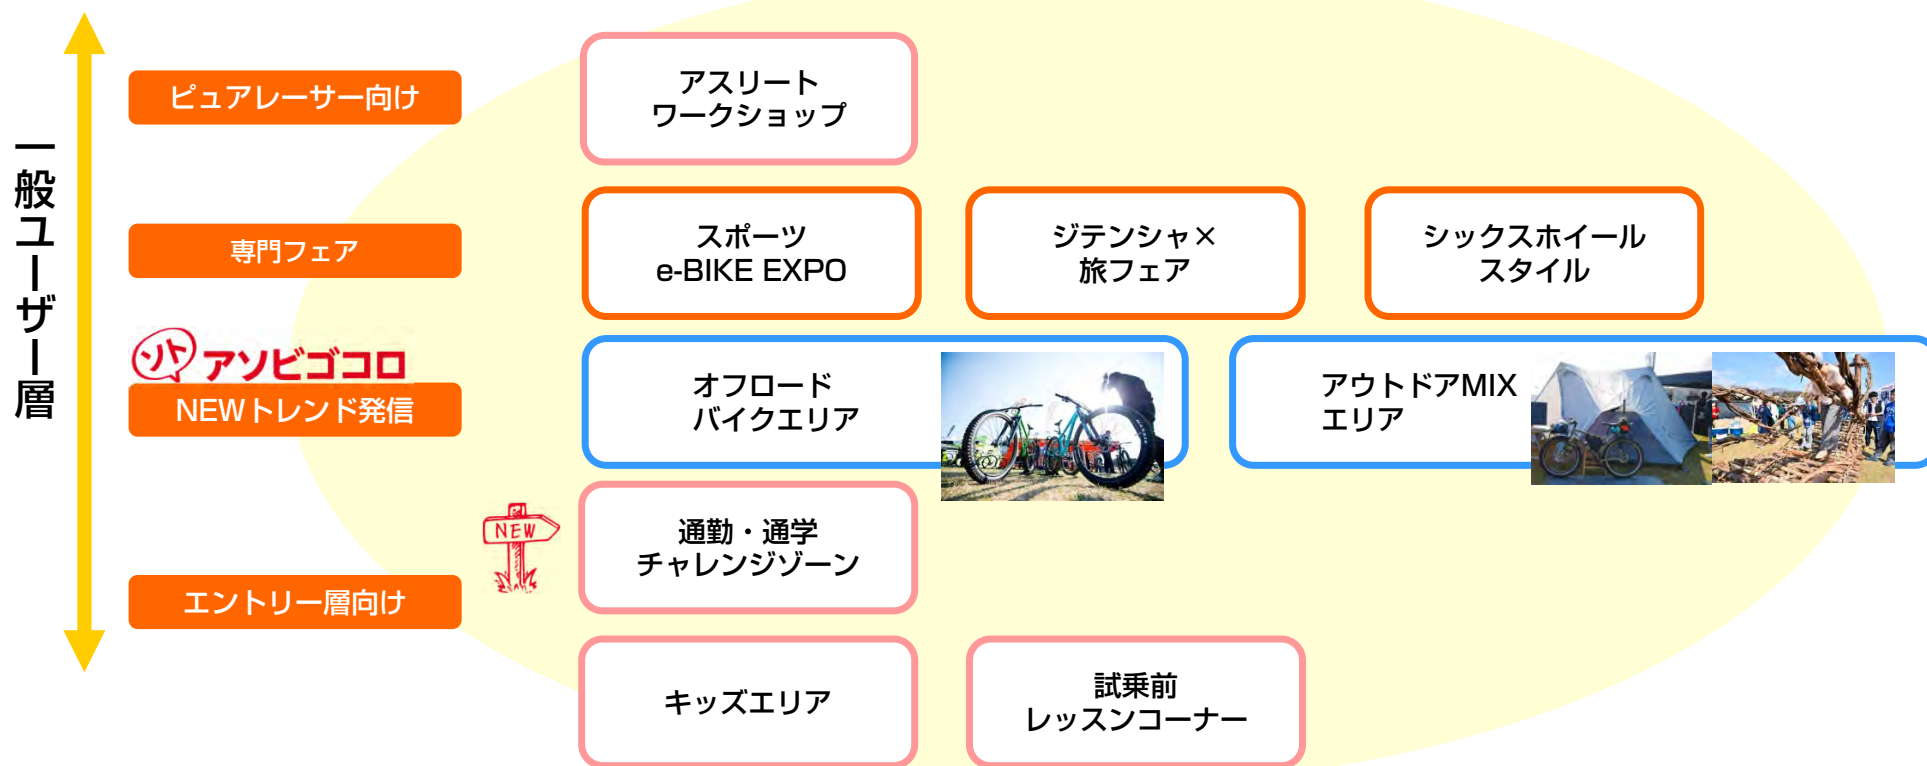 一般ユーザー層
ピュアレーサー向け
アスリート
ワークショップ
専門フェア
スポーツ
e-BIKE EXPO
ジテンシャ×
旅フェア
シックスホイール
スタイル
ソトアソビゴコロ
NEWトレンド発信
オフロード
バイクエリア
アウトドアMIX
エリア
NEW
通勤・通学
チャレンジゾーン
エントリー層向け
キッズエリア
試乗前
レッスンコーナー